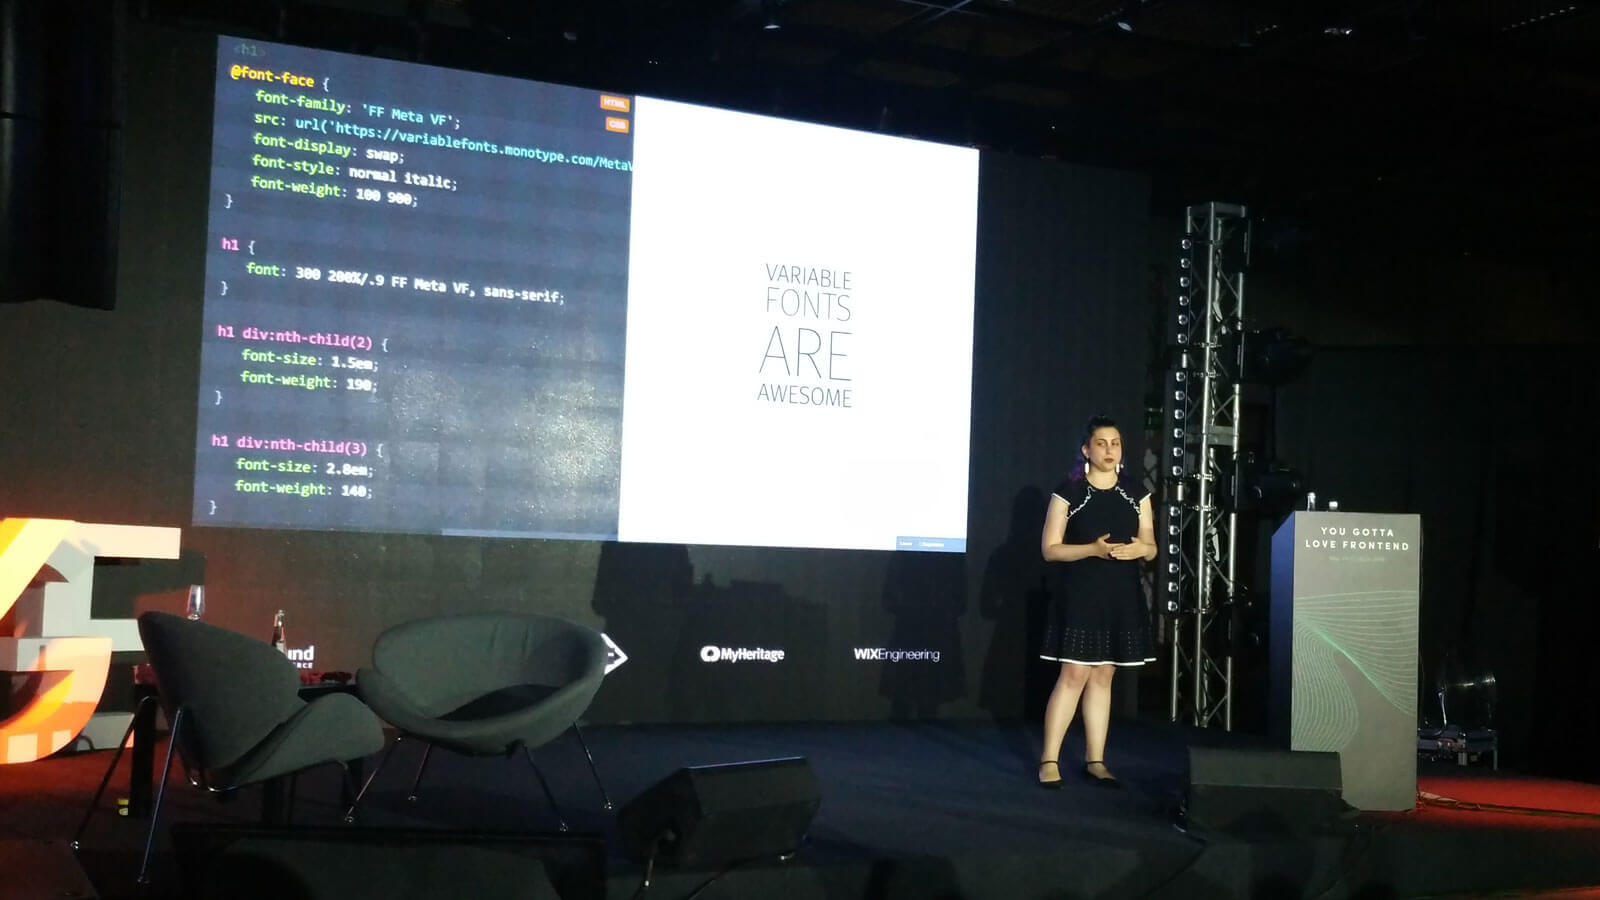 <h1>
@font-face {
font-family: 'FF Meta VF';
src: url('https://variablefonts.monotype.com/MetaV
font-display: swap;
font-style: normal italic;
font-weight: 100 900;
}
h1 {
font: 300 200%/.9 FF Meta VF, sans-serif;
}
h1 div:nth-child(2) {
font-size: 1.5em;
font-weight: 190;
}
h1 div:nth-child(3) {
font-size: 2.8em;
font-weight: 140;
}
HTML
CSS
VARIABLE
FONTS
ARE
AWESOME
YOU GOTTA
LOVE FRONTEND
MyHeritage
WIXEngineering